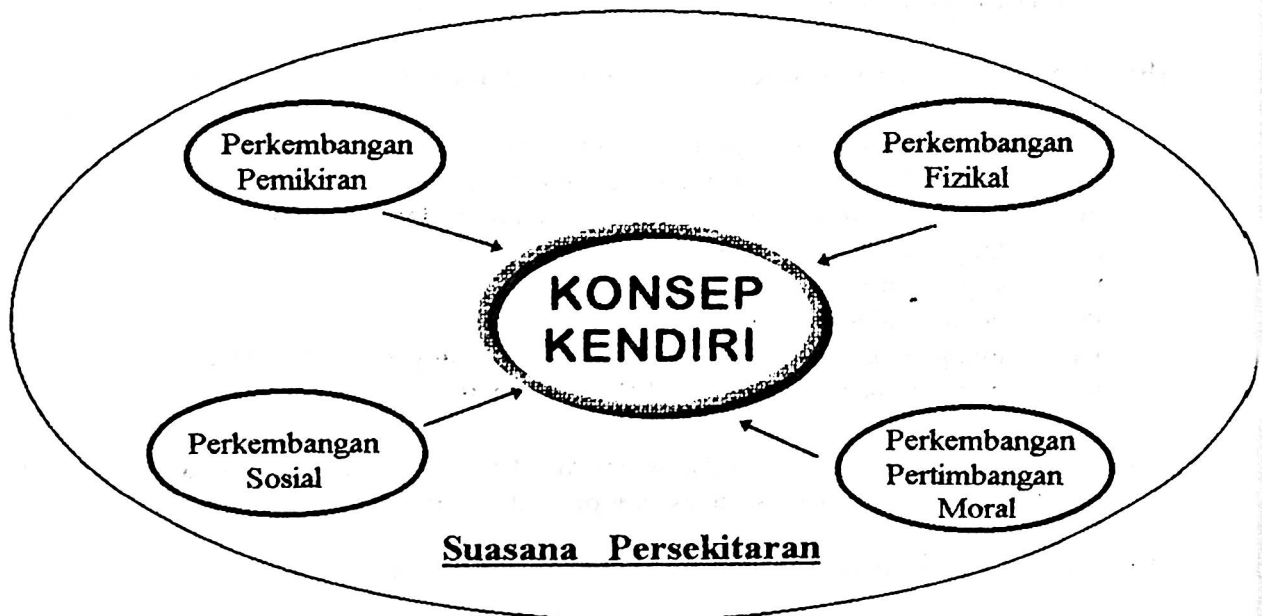 Perkembangan
Pemikiran
Perkembangan
Fizikal
KONSEP
KENDIRI
Perkembangan
Sosial
Perkembangan
Pertimbangan
Moral
Suasana Persekitaran